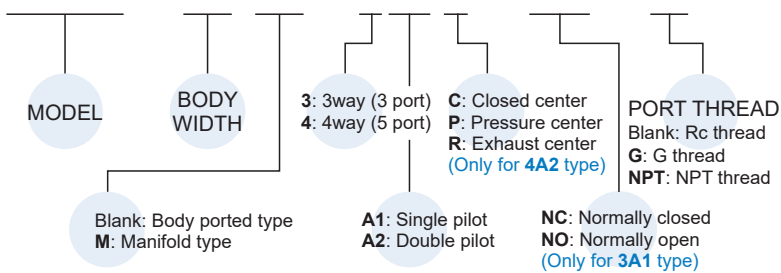 MODEL
BODY
WIDTH
3: 3way (3 port)
4: 4way (5 port)
C: Closed center
P: Pressure center
R: Exhaust center
(Only for 4A2 type)
PORT THREAD
Blank: Rc thread
G: G thread
NPT: NPT thread
Blank: Body ported type
M: Manifold type
A1: Single pilot
A2: Double pilot
NC: Normally closed
NO: Normally open
(Only for 3A1 type)